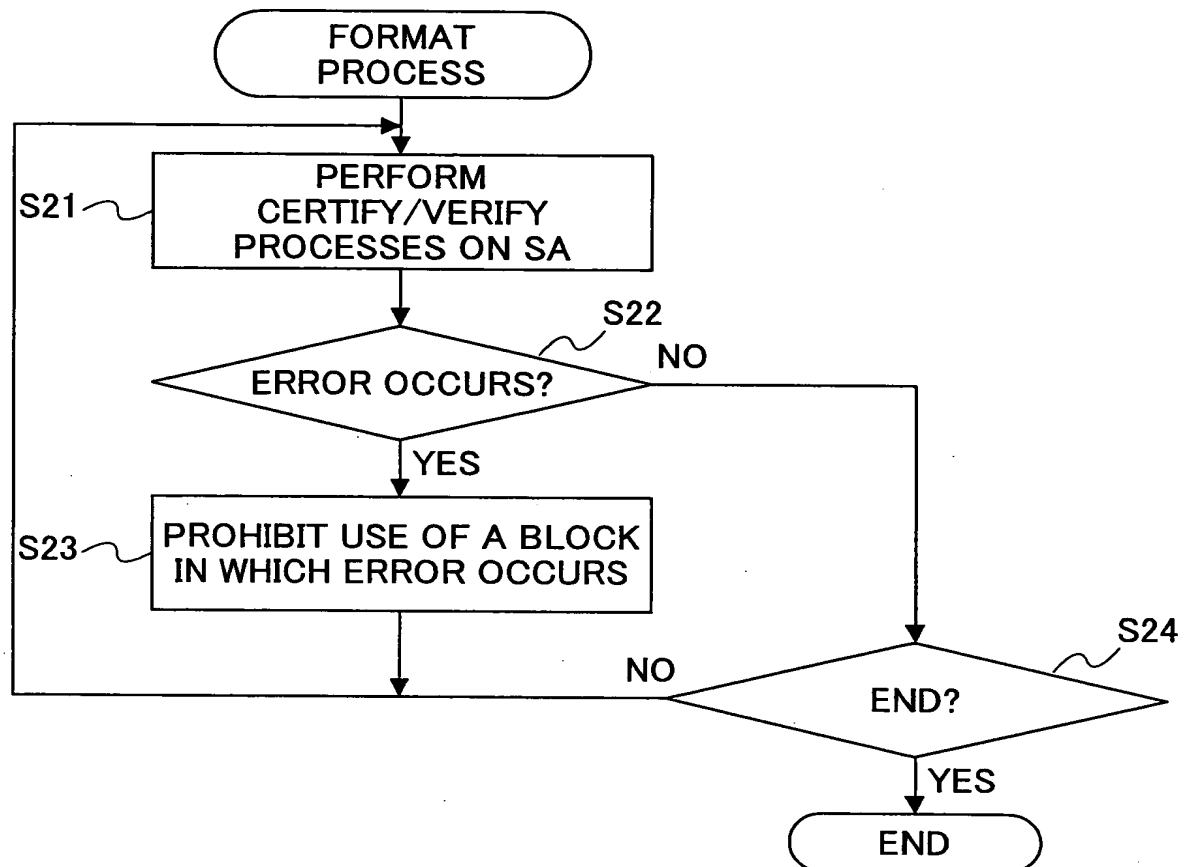 FORMAT
PROCESS
S21
PERFORM
CERTIFY/VERIFY
PROCESSES ON SA
S22
ERROR OCCURS?
NO
YES
S23
PROHIBIT USE OF A BLOCK
IN WHICH ERROR OCCURS
S24
NO
END?
YES
END